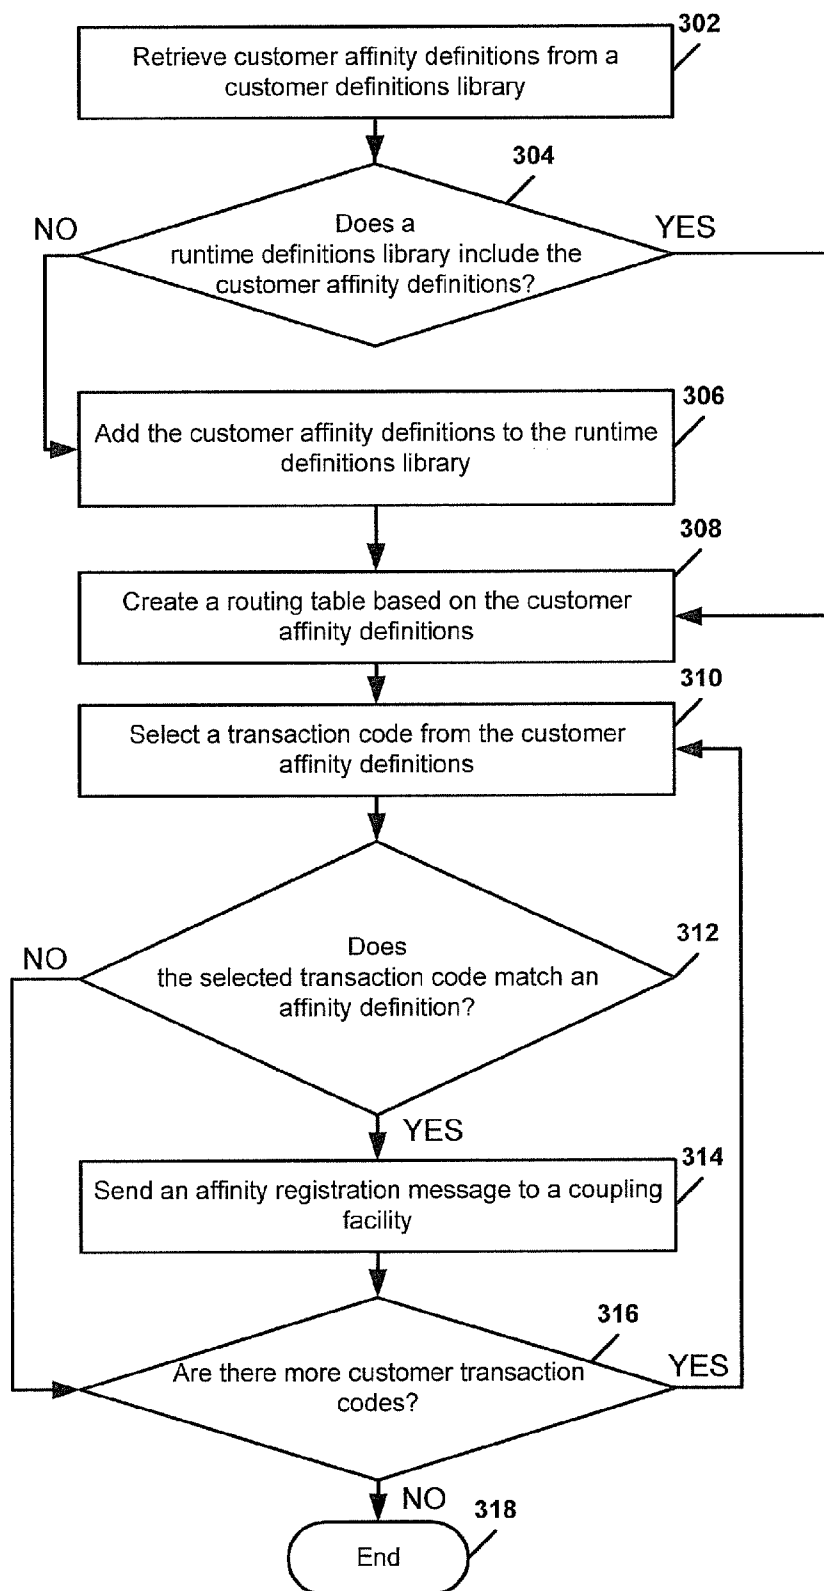 302
Retrieve customer affinity definitions from a
customer definitions library
304
NO
YES
Does a
runtime definitions library include the
customer affinity definitions?
306
Add the customer affinity definitions to the runtime
definitions library
308
Create a routing table based on the customer
affinity definitions
310
Select a transaction code from the customer
affinity definitions
312
NO
Does
the selected transaction code match an
affinity definition?
YES
314
Send an affinity registration message to a coupling
facility
316
YES
Are there more customer transaction
codes?
NO
318
End